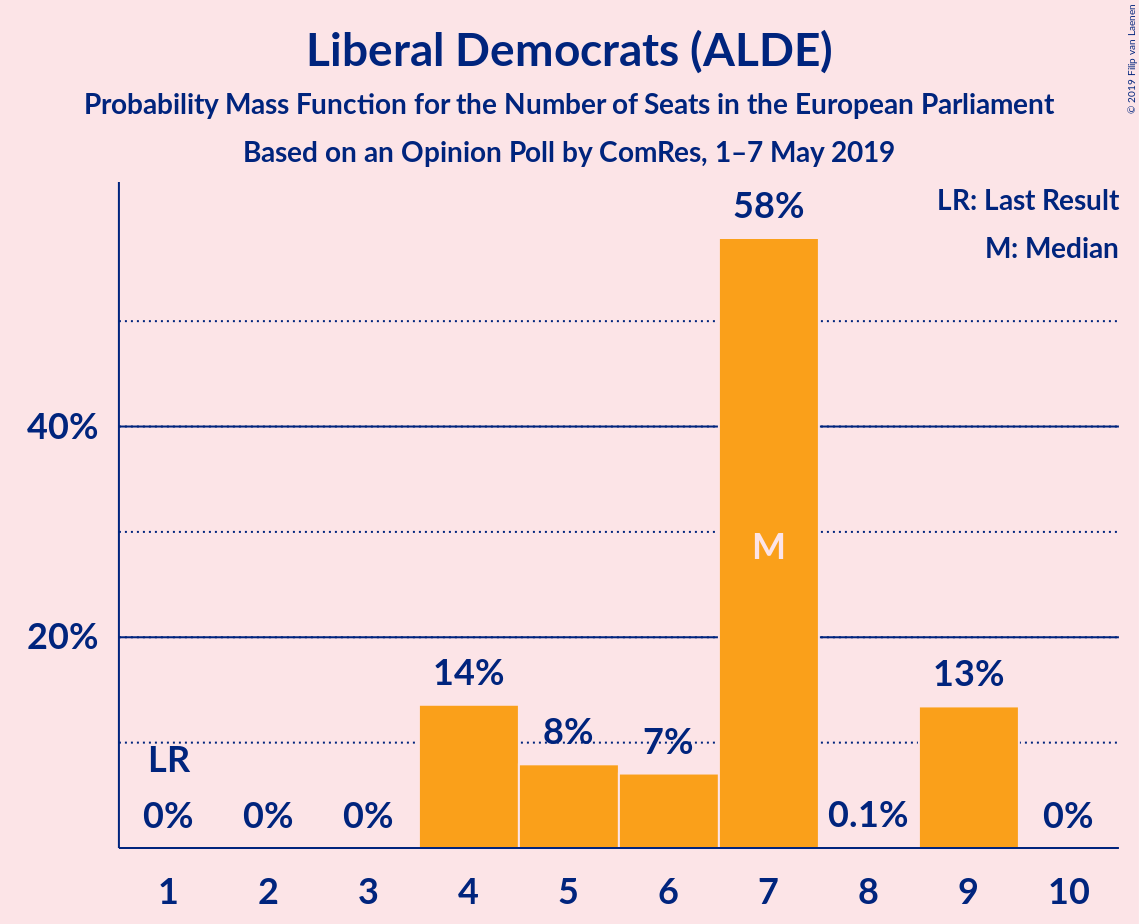 Liberal Democrats (ALDE)
Probability Mass Function for the Number of Seats in the European Parliament
Based on an Opinion Poll by ComRes, 1–7 May 2019
© 2019 Filip van Laenen
LR: Last Result
M: Median
58%
40%
M
20%
14%
13%
8%
7%
LR
0%
0%
0%
0.1%
0%
1 2 3 4 5 6 7 8 9 10